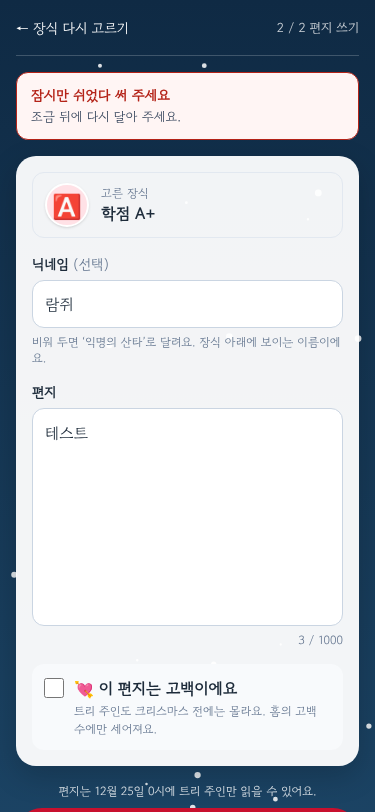 ← 장식 다시 고르기
2 / 2 편지 쓰기
잠시만 쉬었다 써 주세요
조금 뒤에 다시 달아 주세요.
고른 장식
A
학점 A+
닉네임 (선택)
람쥐
비워 두면 '익명의 산타'로 달려요. 장식 아래에 보이는 이름이에
요.
편지
테스트
3 / 1000
💘 이 편지는 고백이에요
트리 주인도 크리스마스 전에는 몰라요. 홈의 고백
수에만 세어져요.
편지는 12월 25일 0시에 트리 주인만 읽을 수 있어요.